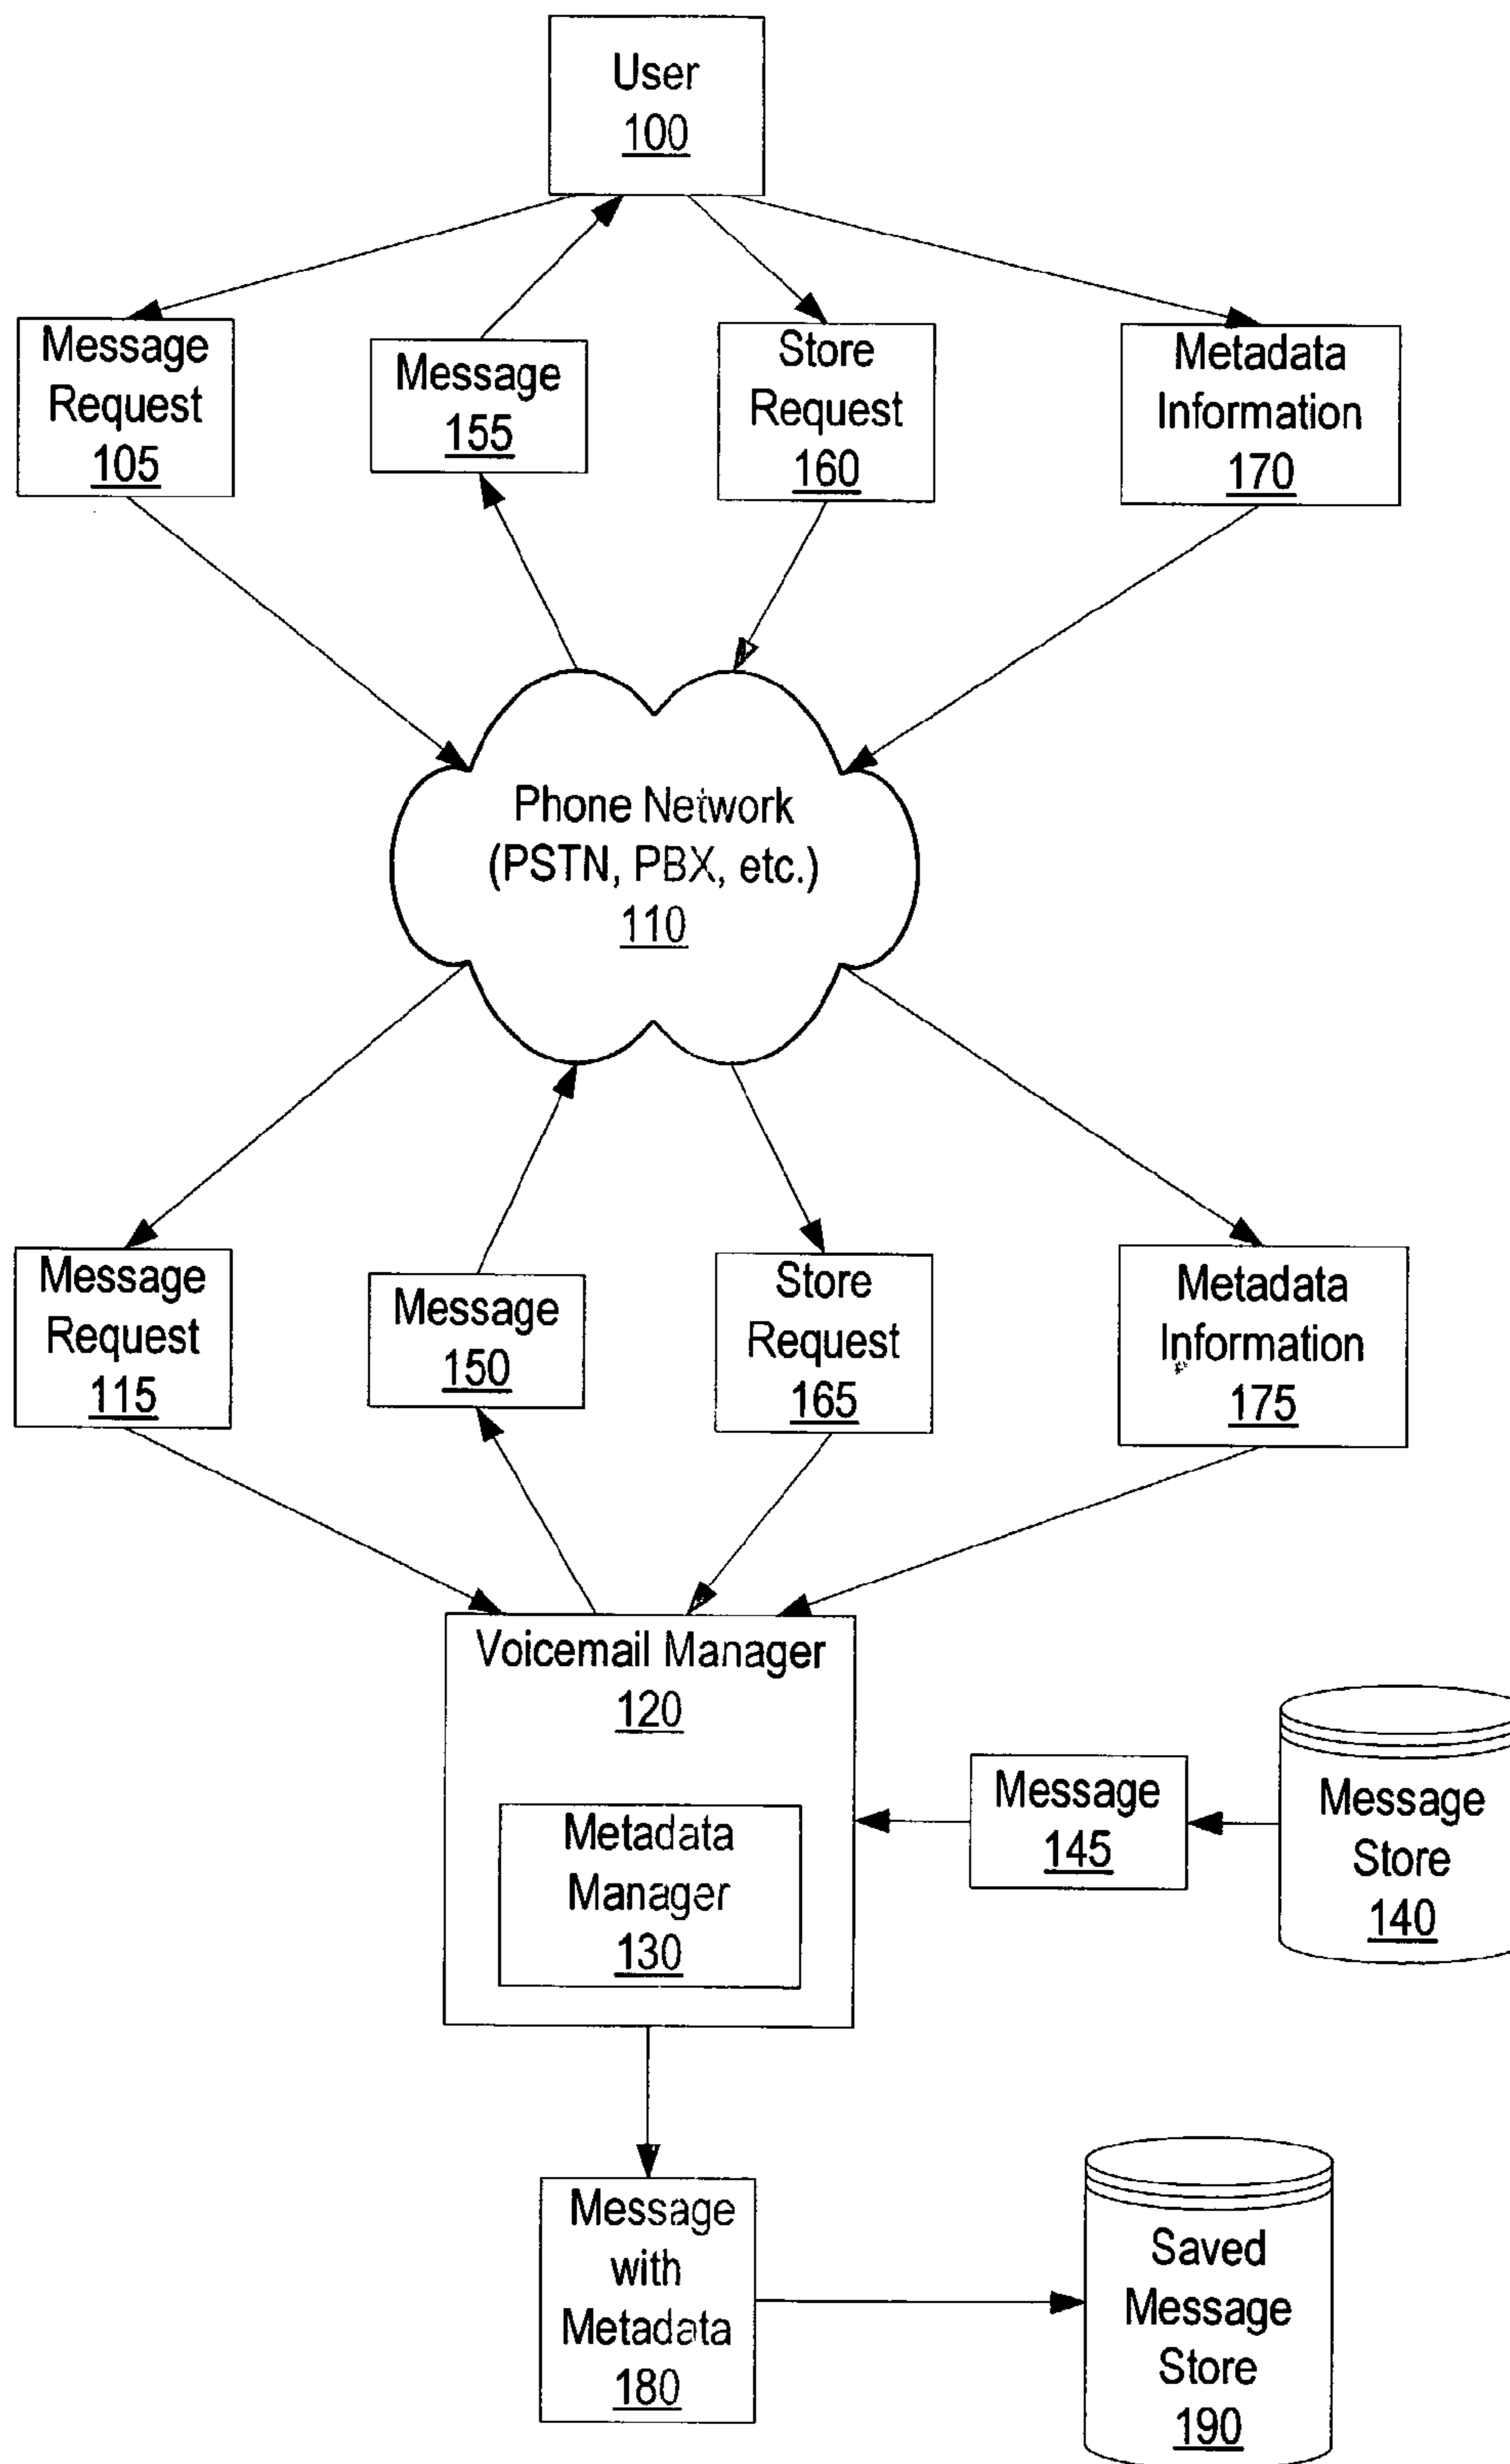 User
100
Message
Request
105
Message
155
Store
Request
160
Metadata
Information
170
Phone Network
(PSTN, PBX, etc.)
110
Message
Request
115
Message
150
Store
Request
165
Metadata
Information
175
Voicemail Manager
120
Metadata
Manager
130
Message
145
Message
Store
140
Message
with
Metadata
180
Saved
Message
Store
190